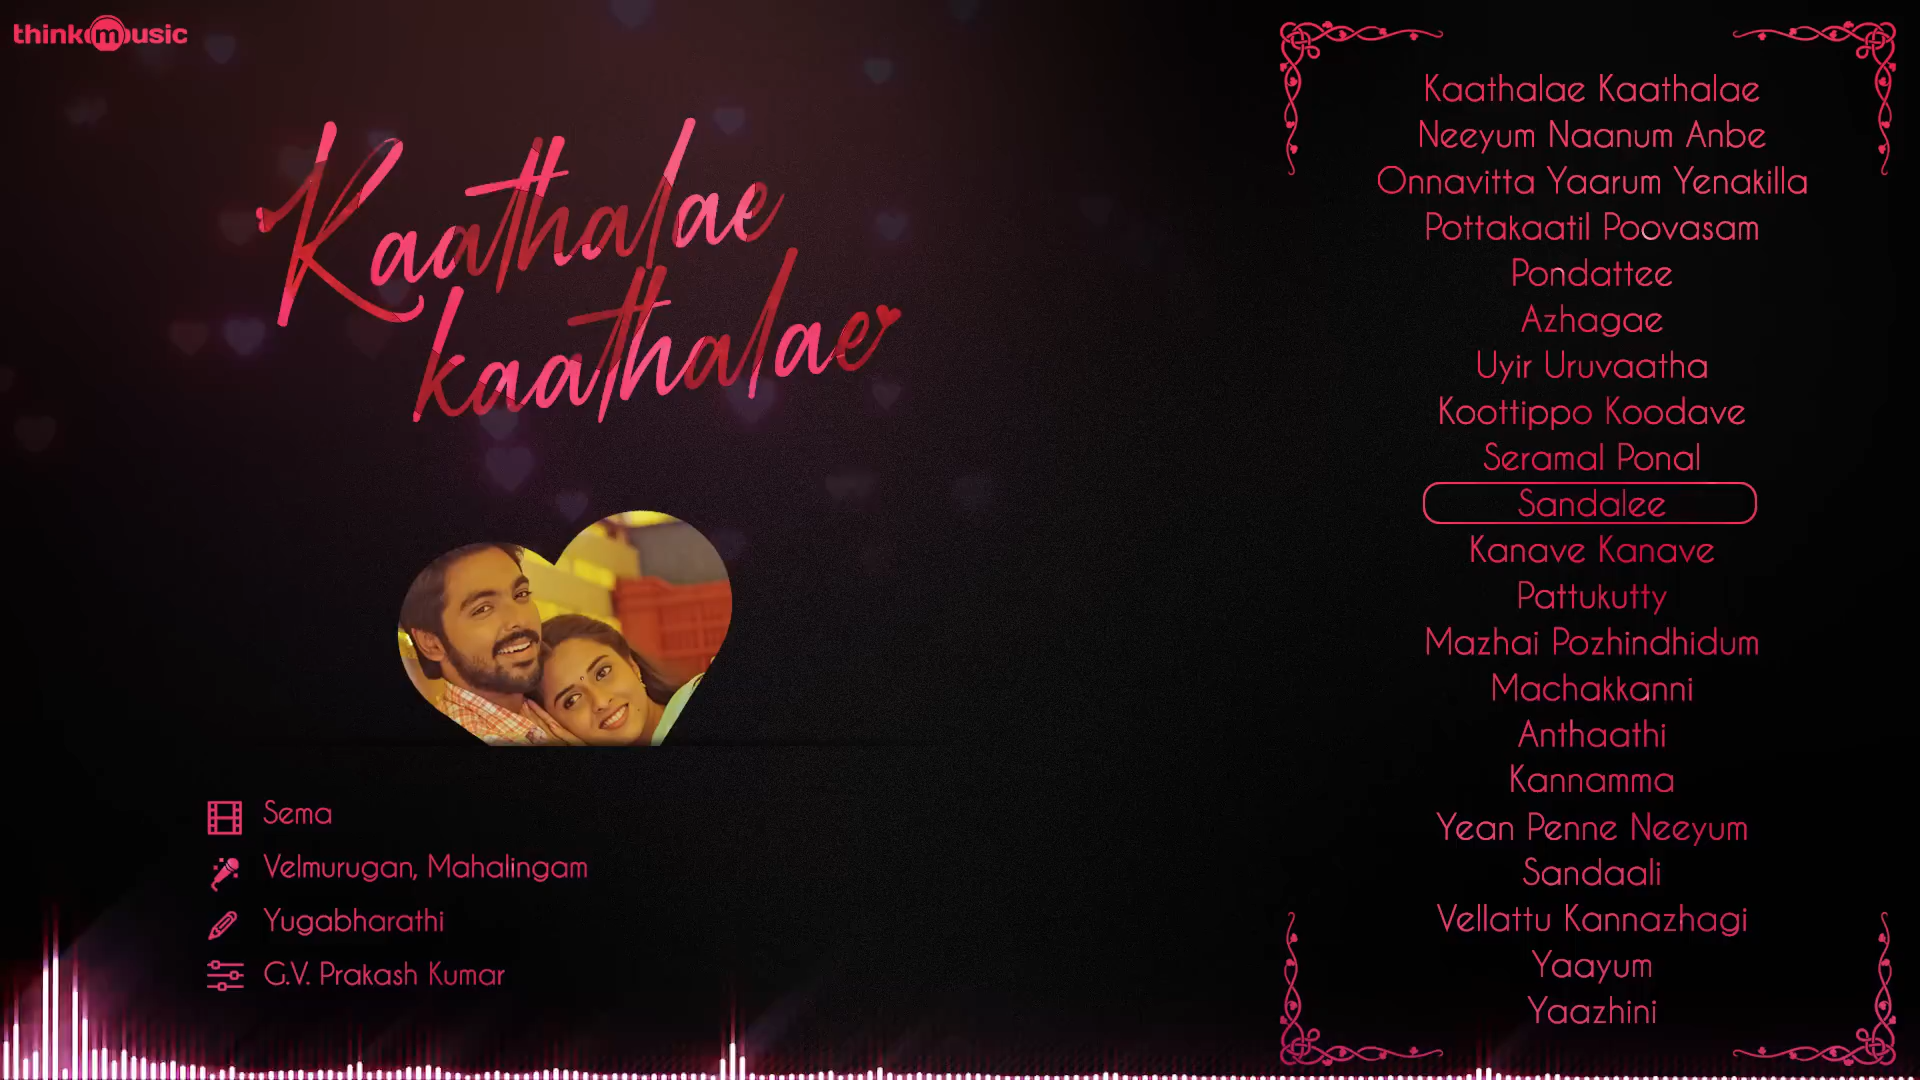 thinkmusic
Kaathalae
kaathalae
Sema
Velmurugan, Mahalingam
Yugabharathi
G.V. Prakash Kumar
Kaathalae Kaathalae
Neeyum Naanum Anbe
Onnavitta Yaarum Yenakilla
Pottakaatil Poovasam
Pondattee
Azhagae
Uyir Uruvaatha
Koottippo Koodave
Seramal Ponal
Sandalee
Kanave Kanave
Pattukutty
Mazhai Pozhindhidum
Machakkanni
Anthaathi
Kannamma
Yean Penne Neeyum
Sandaali
Vellattu Kannazhagi
Yaayum
Yaazhini